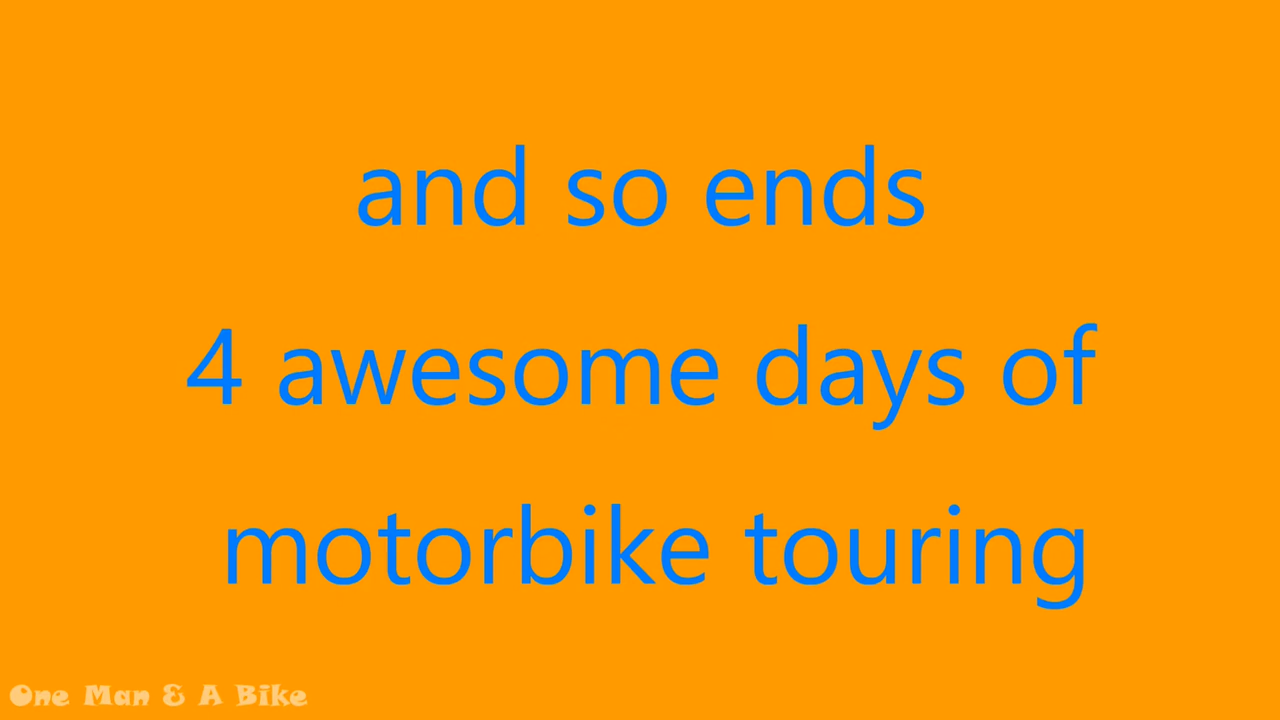 and so ends
4 awesome days of
motorbike touring
One Man & A Bike